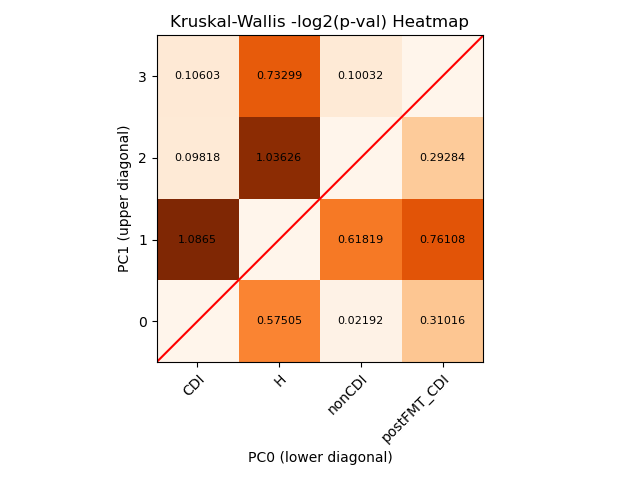 Kruskal-Wallis -log2(p-val) Heatmap
3
0.10603 0.73299 0.10032
2
0.09818 1.03626 0.29284
1
1.0865 0.61819 0.76108
0
0.57505 0.02192 0.31016
PC1 (upper diagonal)
CDI
H
nonCDI
postFMT_CDI
PC0 (lower diagonal)